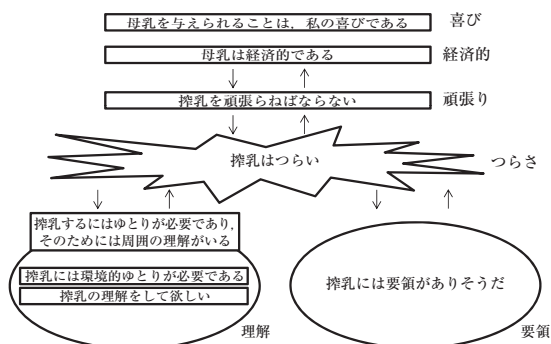 母乳を与えられることは，私の喜びである
喜び
母乳は経済的である
経済的
搾乳を頑張らねばならない
頑張り
搾乳はつらい
つらさ
搾乳するにはゆとりが必要であり，
そのためには周囲の理解がいる
搾乳には環境的ゆとりが必要である
搾乳の理解をして欲しい
理解
搾乳には要領がありそうだ
要領